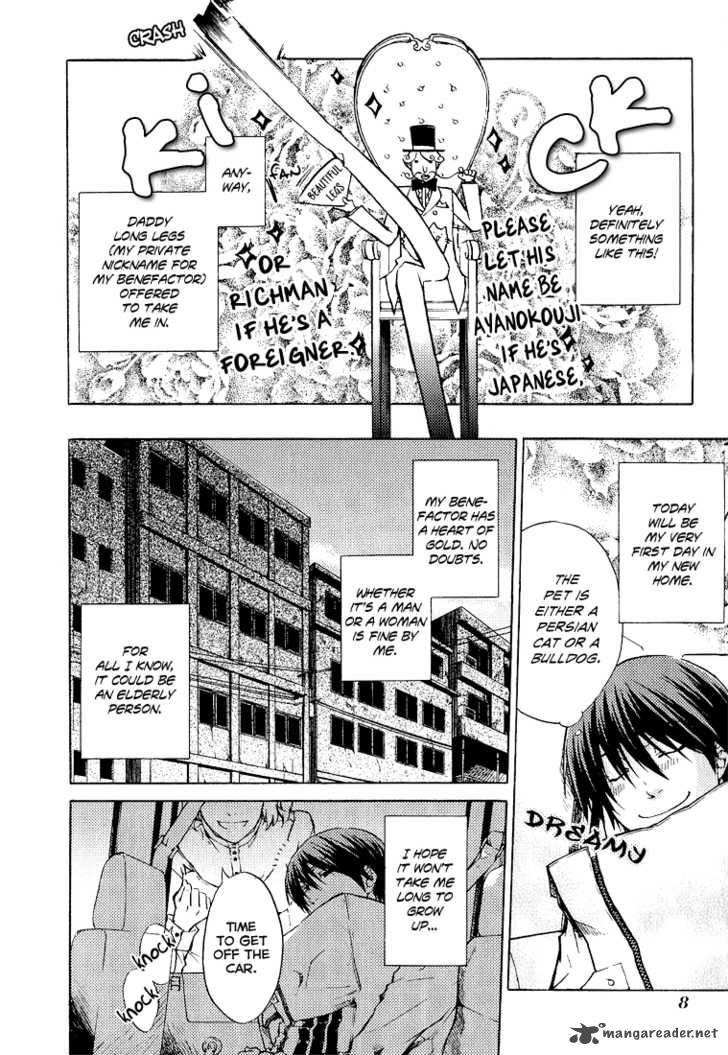 CRASH
KiCK
YEAH,
DEFINITELY
SOMETHING
LIKE THIS!
PLEASE
LET HIS
NAME BE
AYANOKOUJI
IF HE'S
JAPANESE,
BEAUTIFUL
LEGS
FAN
OR
RICHMAN
IF HE'S A
FOREIGNER.
ANY-
WAY,
DADDY
LONG LEGS
(MY PRIVATE
NICKNAME FOR
MY BENEFACTOR)
OFFERED
TO TAKE
ME IN.
TODAY
WILL BE
MY VERY
FIRST DAY IN
MY NEW
HOME.
THE
PET IS
EITHER A
PERSIAN
CAT OR A
BULLDOG.
DREAMY
MY BENE-
FACTOR HAS
A HEART OF
GOLD. NO
DOUBTS.
WHETHER
IT'S A MAN
OR A WOMAN
IS FINE BY
ME.
FOR
ALL I KNOW,
IT COULD BE
AN ELDERLY
PERSON.
I HOPE
IT WON'T
TAKE ME
LONG TO
GROW
UP...
TIME
TO GET
OFF THE
CAR.
knock
knock
8
mangareader.net